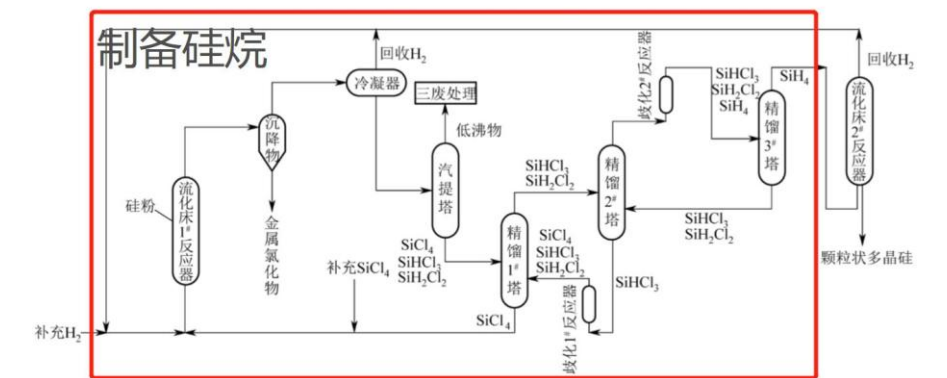 制备硅烷
回收H₂
冷凝器
三废处理
低沸物
沉降物
金属氯化物
硅粉
流化床1#反应器
补充H₂
汽提塔
SiCl₄
SiHCl₃
SiH₂Cl₂
补充SiCl₄
SiCl₄
精馏1#塔
SiHCl₃
SiH₂Cl₂
SiCl₄
SiHCl₃
SiH₂Cl₂
歧化1#反应器
精馏2#塔
SiHCl₃
歧化2#反应器
SiHCl₃
SiH₂Cl₂
SiH₄
精馏3#塔
SiH₄
SiHCl₃
SiH₂Cl₂
回收H₂
流化床2#反应器
颗粒状多晶硅